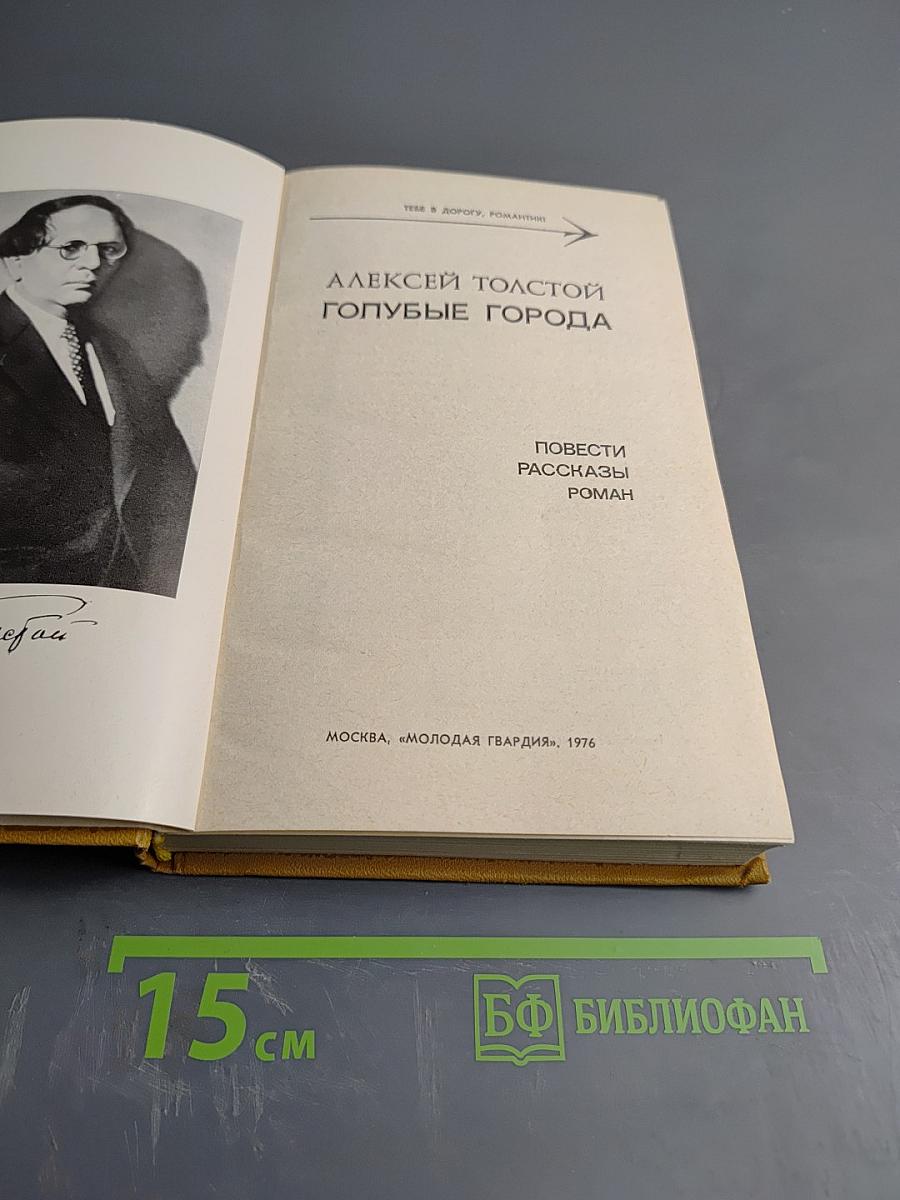 ТЕБЕ В ДОРОГУ, РОМАНТИК!
АЛЕКСЕЙ ТОЛСТОЙ
ГОЛУБЫЕ ГОРОДА
ПОВЕСТИ
РАССКАЗЫ
РОМАН
МОСКВА, «МОЛОДАЯ ГВАРДИЯ», 1976
15 см
БФ БИБЛИОФАН